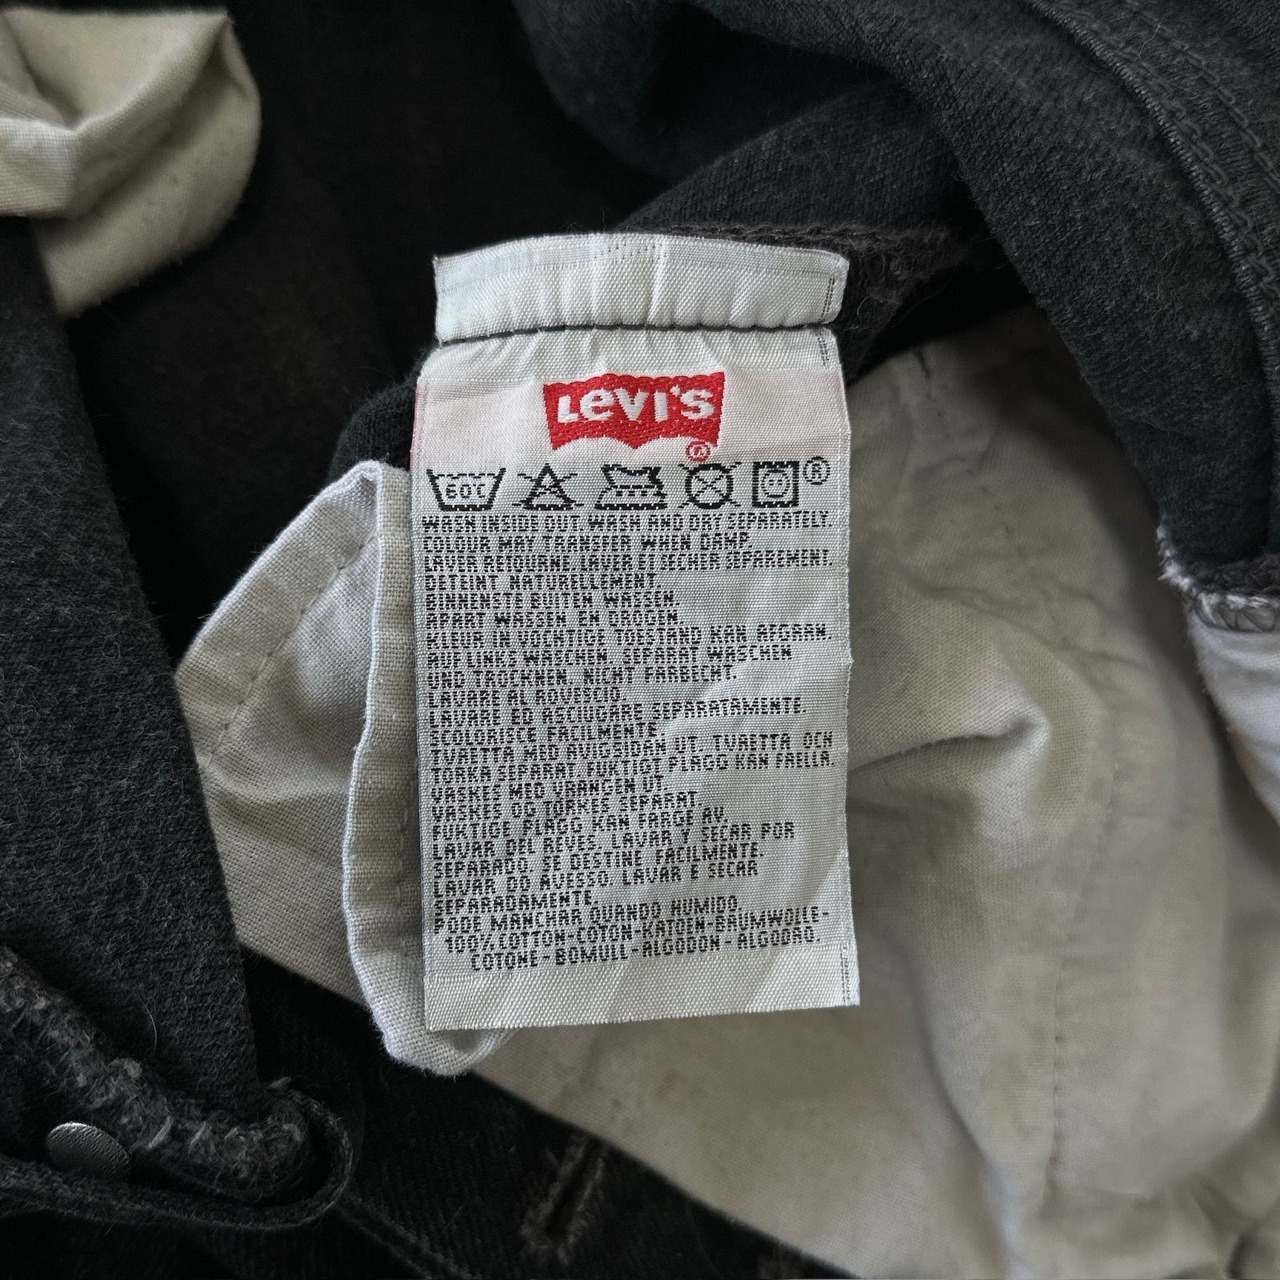 Levi's
®
60C
®
WASH INSIDE OUT. WASH AND DRY SEPARATELY.
COLOUR MAY TRANSFER WHEN DAMP.
LAVER RETOURNE. LAVER ET SECHER SEPAREMENT.
DETEINT NATURELLEMENT.
BINNENSTE BUITEN WASSEN.
APART WASSEN EN DROGEN.
KLEUR IN VOCHTIGE TOESTAND KAN AFGAAN.
AUF LINKS WASCHEN. SEPARAT WASCHEN
UND TROCKNEN. NICHT FARBECHT.
LAVARE AL ROVESCIO.
LAVARE AD ASCIUGARE SEPARATAMENTE.
SCOLORISCE FACILMENTE.
TVAETTA MED AVIGSIDAN UT. TVAETTA OCH
TORKA SEPARAT. FUKTIGT PLAGG KAN FAELLA.
VASKES MED VRANGEN UT.
VASKES OG TORKES SEPARAT.
FUKTIGE PLAGG KAN FARGE AV.
LAVAR DEL REVES. LAVAR Y SECAR POR
SEPARADO. SE DESTINE FACILMENTE.
LAVAR DO AVESSO. LAVAR E SECAR
SEPARADAMENTE.
PODE MANCHAR QUANDO HUMIDO.
100% COTTON-COTON-KATOEN-BAUMWOLLE-
COTONE-BOMULL-ALGODON-ALGODAO.